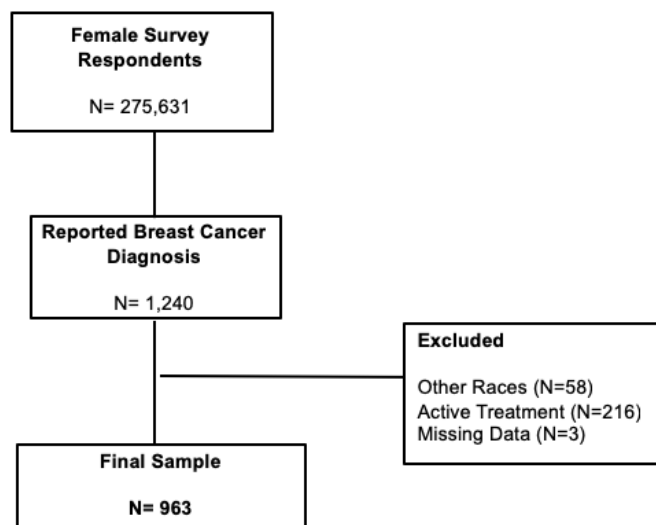 Female Survey
Respondents
N= 275,631
Reported Breast Cancer
Diagnosis
N= 1,240
Excluded
Other Races (N=58)
Active Treatment (N=216)
Missing Data (N=3)
Final Sample
N= 963